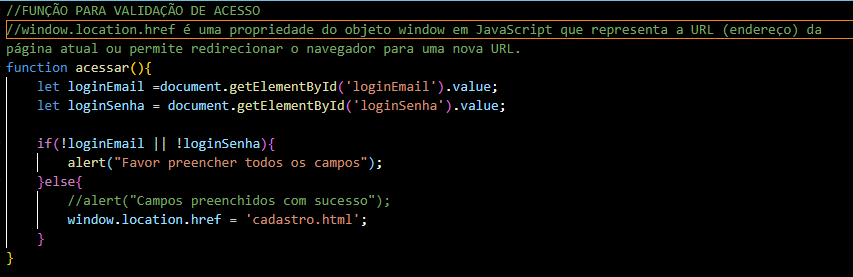 //FUNÇÃO PARA VALIDAÇÃO DE ACESSO
//window.location.href é uma propriedade do objeto window em JavaScript que representa a URL (endereço) da
página atual ou permite redirecionar o navegador para uma nova URL.
function acessar(){
    let loginEmail =document.getElementById('loginEmail').value;
    let loginSenha = document.getElementById('loginSenha').value;

    if(!loginEmail || !loginSenha){
        alert("Favor preencher todos os campos");
    }else{
        //alert("Campos preenchidos com sucesso");
        window.location.href = 'cadastro.html';
    }
}